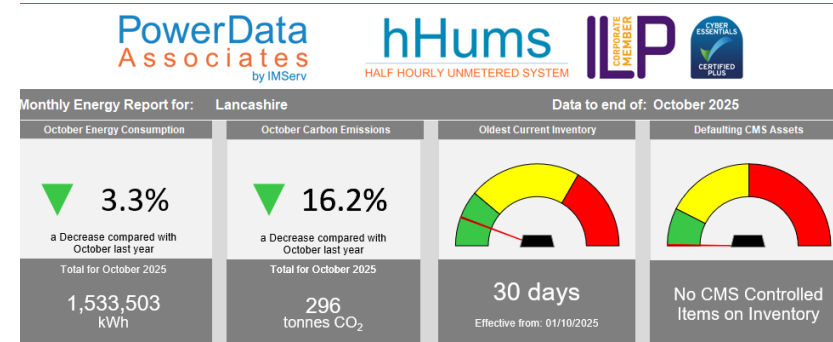 PowerData
Associates
by IMServ
hHums
HALF HOURLY UNMETERED SYSTEM
ILP
CORPORATE
MEMBER
CYBER
ESSENTIALS
CERTIFIED
PLUS
Monthly Energy Report for: Lancashire Data to end of: October 2025
October Energy Consumption
3.3%
a Decrease compared with
October last year
Total for October 2025
1,533,503
kWh
October Carbon Emissions
16.2%
a Decrease compared with
October last year
Total for October 2025
296
tonnes CO₂
Oldest Current Inventory
30 days
Effective from: 01/10/2025
Defaulting CMS Assets
No CMS Controlled
Items on Inventory